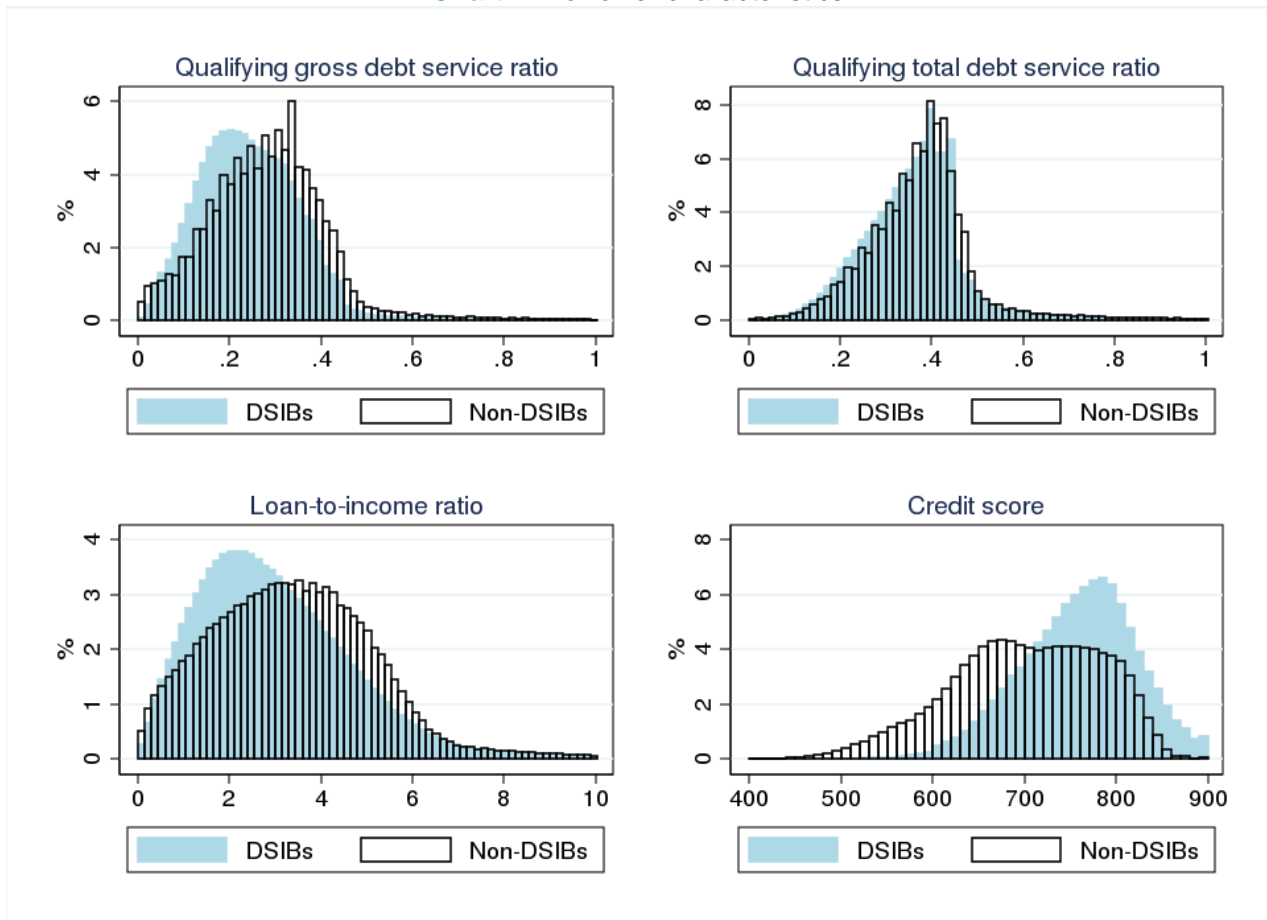 Qualifying gross debt service ratio
%
6
4
2
0
0 .2 .4 .6 .8 1
DSIBs Non-DSIBs
Qualifying total debt service ratio
%
8
6
4
2
0
0 .2 .4 .6 .8 1
DSIBs Non-DSIBs
Loan-to-income ratio
%
4
3
2
1
0
0 2 4 6 8 10
DSIBs Non-DSIBs
Credit score
%
8
6
4
2
0
400 500 600 700 800 900
DSIBs Non-DSIBs